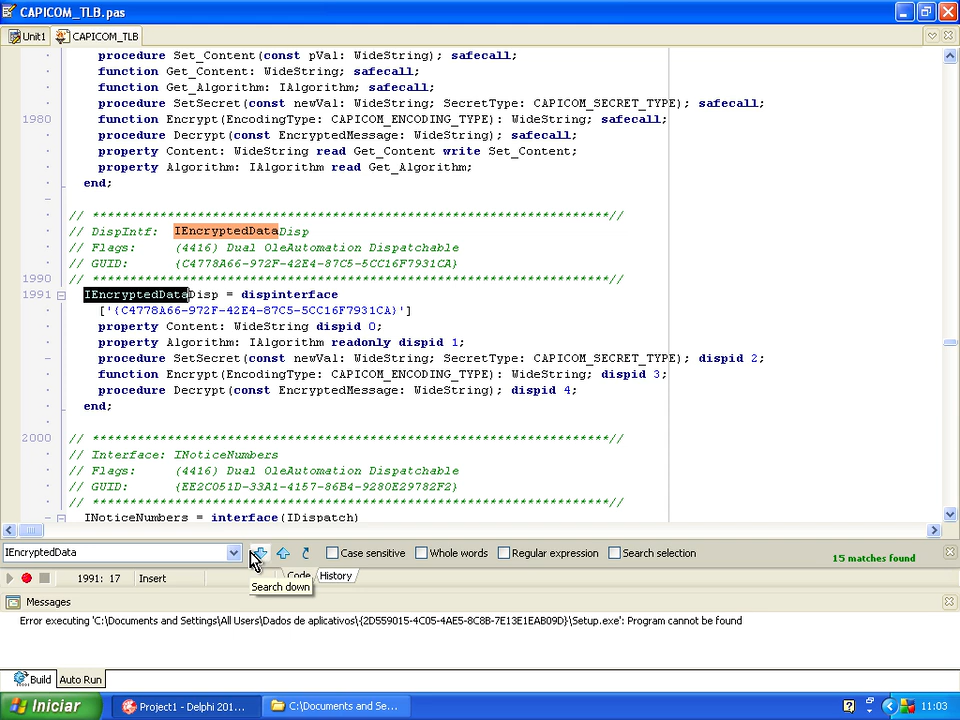 CAPICOM_TLB.pas
Unit1 CAPICOM_TLB
procedure Set_Content(const pVal: WideString); safecall;
function Get_Content: WideString; safecall;
function Get_Algorithm: IAlgorithm; safecall;
procedure SetSecret(const newVal: WideString; SecretType: CAPICOM_SECRET_TYPE); safecall;
1980 function Encrypt(EncodingType: CAPICOM_ENCODING_TYPE): WideString; safecall;
procedure Decrypt(const EncryptedMessage: WideString); safecall;
property Content: WideString read Get_Content write Set_Content;
property Algorithm: IAlgorithm read Get_Algorithm;
end;
// *********************************************************************//
// DispIntf: IEncryptedDataDisp
// Flags: (4416) Dual OleAutomation Dispatchable
// GUID: {C4778A66-972F-42E4-87C5-5CC16F7931CA}
1990 // *********************************************************************//
1991 IEncryptedDataDisp = dispinterface
['{C4778A66-972F-42E4-87C5-5CC16F7931CA}']
property Content: WideString dispid 0;
property Algorithm: IAlgorithm readonly dispid 1;
procedure SetSecret(const newVal: WideString; SecretType: CAPICOM_SECRET_TYPE); dispid 2;
function Encrypt(EncodingType: CAPICOM_ENCODING_TYPE): WideString; dispid 3;
procedure Decrypt(const EncryptedMessage: WideString); dispid 4;
end;
2000 // *********************************************************************//
// Interface: INoticeNumbers
// Flags: (4416) Dual OleAutomation Dispatchable
// GUID: {EE2C051D-33A1-4157-86B4-9280E29782F2}
// *********************************************************************//
INoticeNumbers = interface(IDispatch)
IEncryptedData Case sensitive Whole words Regular expression Search selection 15 matches found
1991: 17 Insert Code History
Search down
Messages
Error executing 'C:\Documents and Settings\All Users\Dados de aplicativos\{2D559015-4C05-4AE5-8C8B-7E13E1EAB09D}\Setup.exe': Program cannot be found
Build Auto Run
Iniciar Project1 - Delphi 201... C:\Documents and Se... 11:03